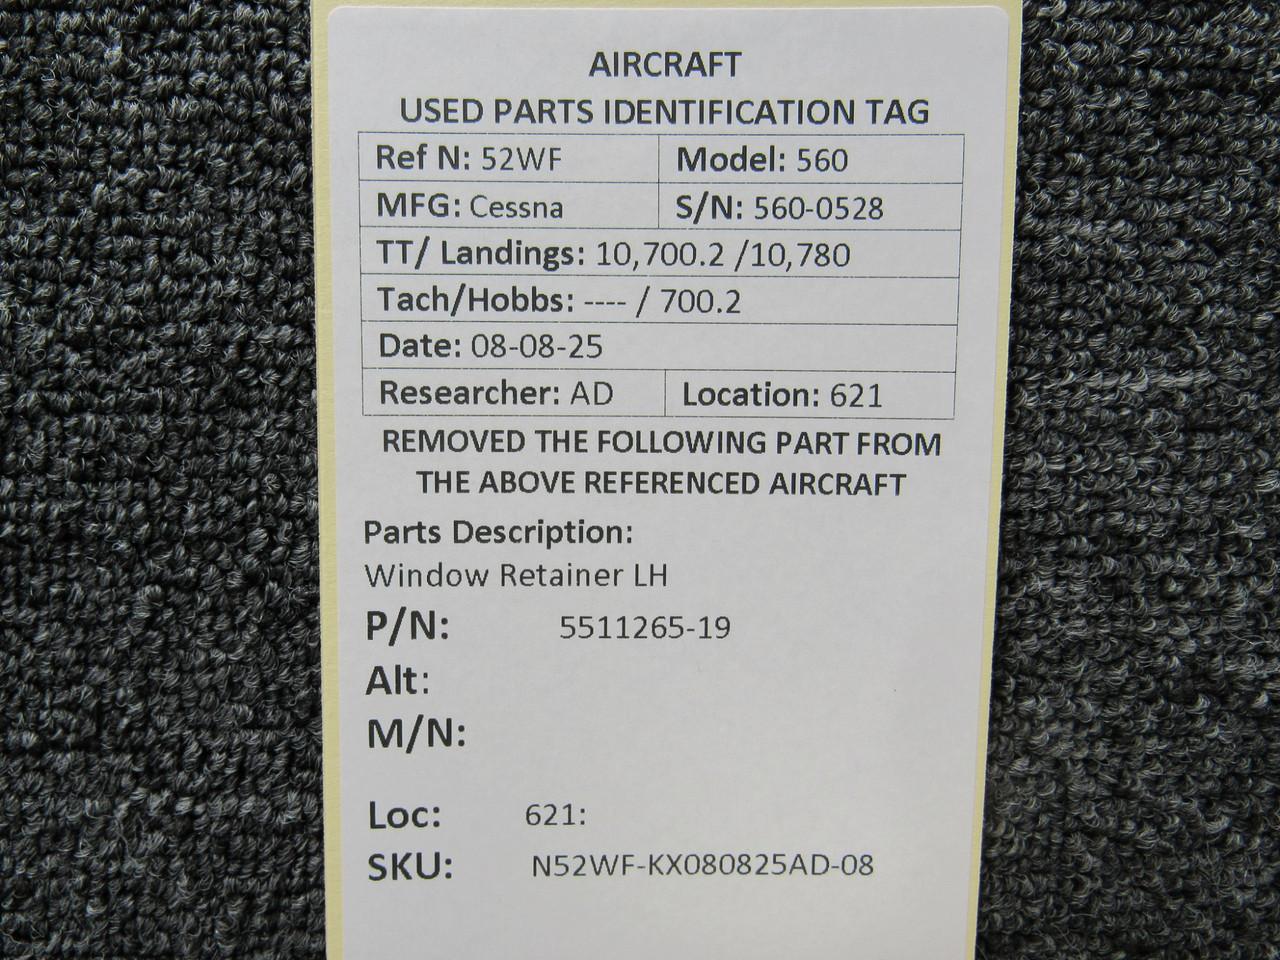 AIRCRAFT
USED PARTS IDENTIFICATION TAG
Ref N: 52WF Model: 560
MFG: Cessna S/N: 560-0528
TT/ Landings: 10,700.2 /10,780
Tach/Hobbs: ---- / 700.2
Date: 08-08-25
Researcher: AD Location: 621
REMOVED THE FOLLOWING PART FROM
THE ABOVE REFERENCED AIRCRAFT
Parts Description:
Window Retainer LH
P/N: 5511265-19
Alt:
M/N:
Loc: 621:
SKU: N52WF-KX080825AD-08